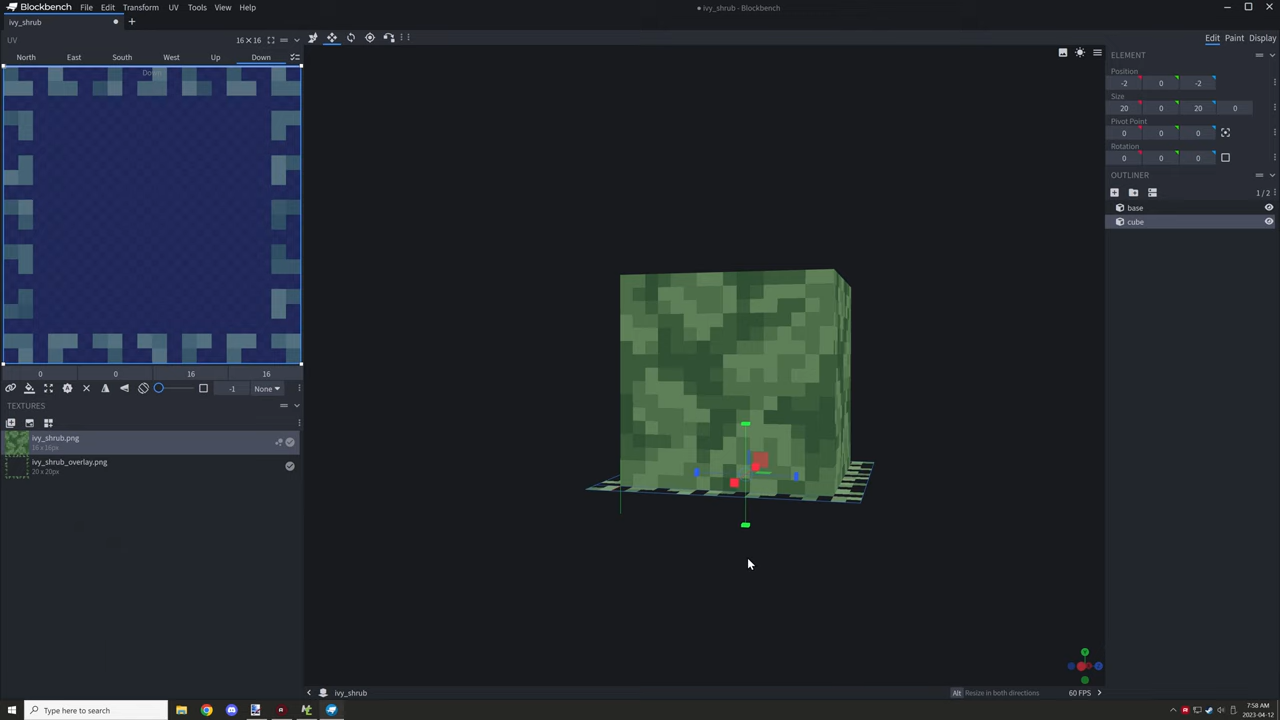 Blockbench File Edit Transform UV Tools View Help
• ivy_shrub - Blockbench
ivy_shrub
UV 16×16
Edit Paint Display
North East South West Up Down
Down
ELEMENT
Position
-2 0 -2
Size
20 0 20 0
Pivot Point
0 0 0
Rotation
0 0 0
OUTLINER
1 / 2
base
cube
0 0 16 16
-1 None
TEXTURES
ivy_shrub.png
16 x 16px
ivy_shrub_overlay.png
20 x 20px
ivy_shrub
Alt Resize in both directions 60 FPS
Type here to search
7:58 AM
2023-04-12